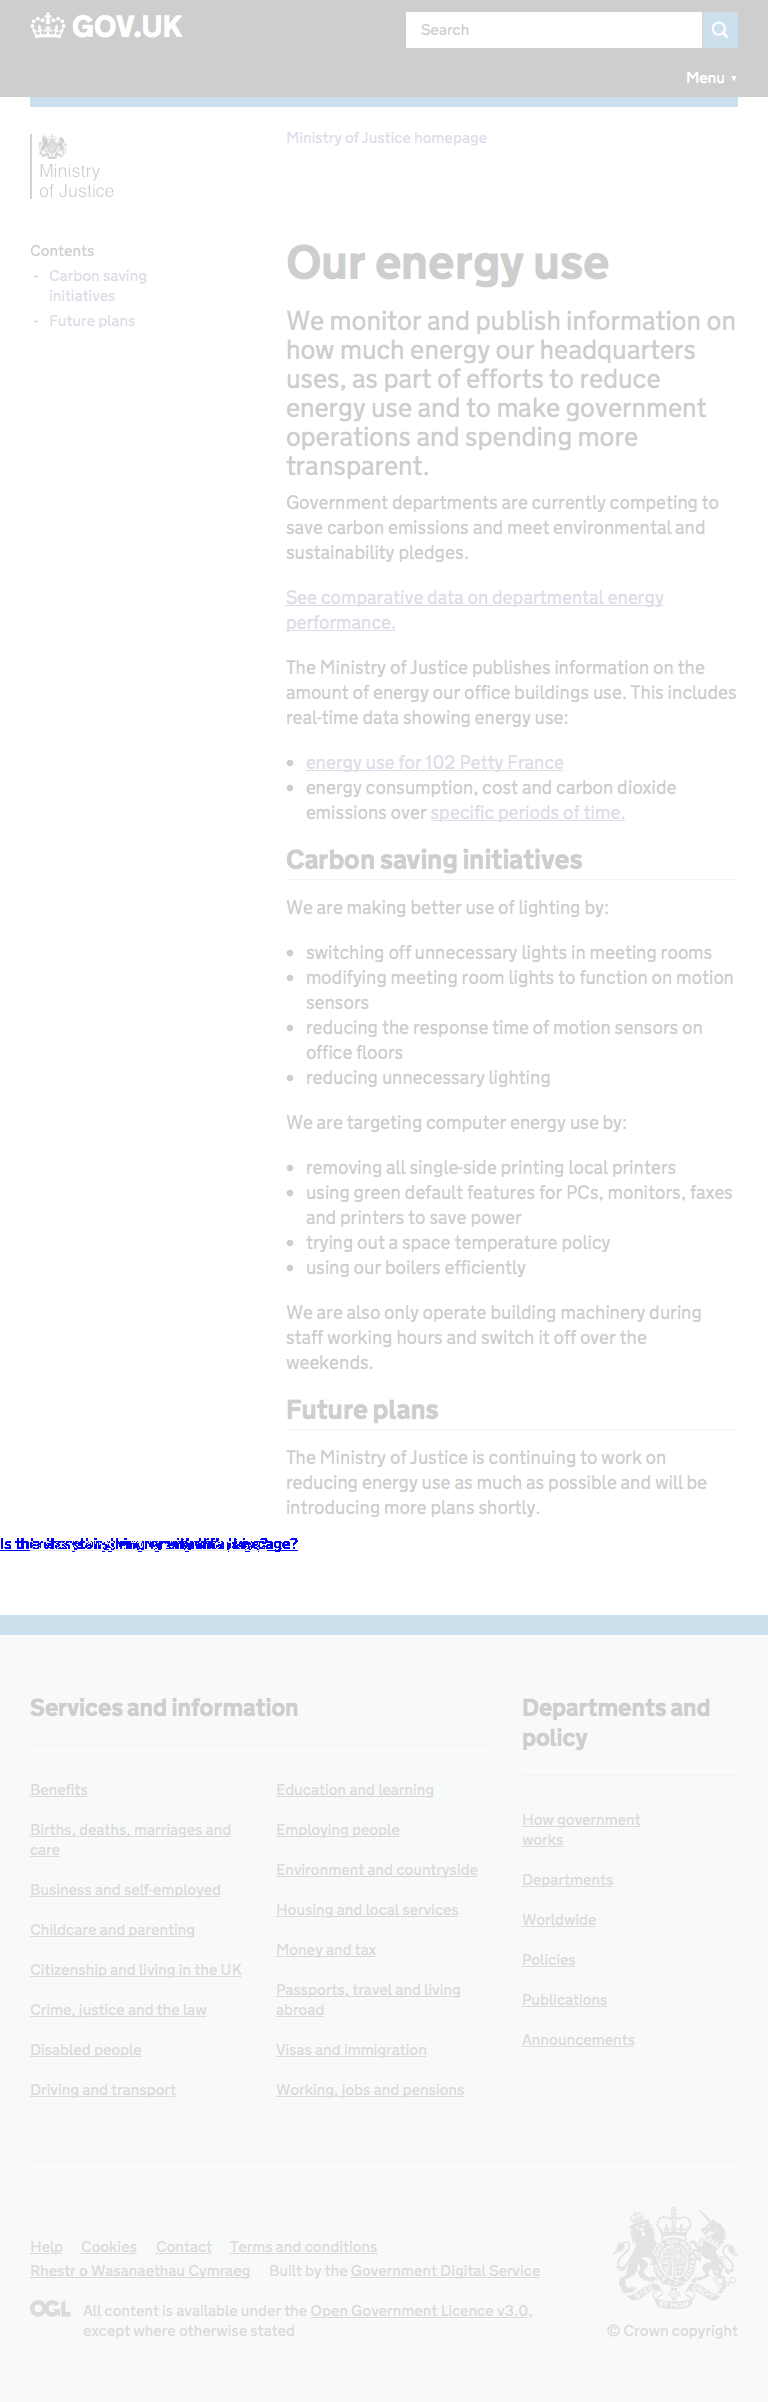 GOV.UK
Search
Menu ▼
Ministry of Justice homepage
Ministry
of Justice
Contents
- Carbon saving
initiatives
- Future plans
Our energy use
We monitor and publish information on
how much energy our headquarters
uses, as part of efforts to reduce
energy use and to make government
operations and spending more
transparent.
Government departments are currently competing to
save carbon emissions and meet environmental and
sustainability pledges.
See comparative data on departmental energy
performance.
The Ministry of Justice publishes information on the
amount of energy our office buildings use. This includes
real-time data showing energy use:
• energy use for 102 Petty France
• energy consumption, cost and carbon dioxide
emissions over specific periods of time.
Carbon saving initiatives
We are making better use of lighting by:
• switching off unnecessary lights in meeting rooms
• modifying meeting room lights to function on motion
sensors
• reducing the response time of motion sensors on
office floors
• reducing unnecessary lighting
We are targeting computer energy use by:
• removing all single-side printing local printers
• using green default features for PCs, monitors, faxes
and printers to save power
• trying out a space temperature policy
• using our boilers efficiently
We are also only operate building machinery during
staff working hours and switch it off over the
weekends.
Future plans
The Ministry of Justice is continuing to work on
reducing energy use as much as possible and will be
introducing more plans shortly.
Services and information
Benefits
Births, deaths, marriages and
care
Business and self-employed
Childcare and parenting
Citizenship and living in the UK
Crime, justice and the law
Disabled people
Driving and transport
Education and learning
Employing people
Environment and countryside
Housing and local services
Money and tax
Passports, travel and living
abroad
Visas and immigration
Working, jobs and pensions
Departments and
policy
How government
works
Departments
Worldwide
Policies
Publications
Announcements
Help Cookies Contact Terms and conditions
Rhestr o Wasanaethau Cymraeg Built by the Government Digital Service
OGL All content is available under the Open Government Licence v3.0,
except where otherwise stated
© Crown copyright